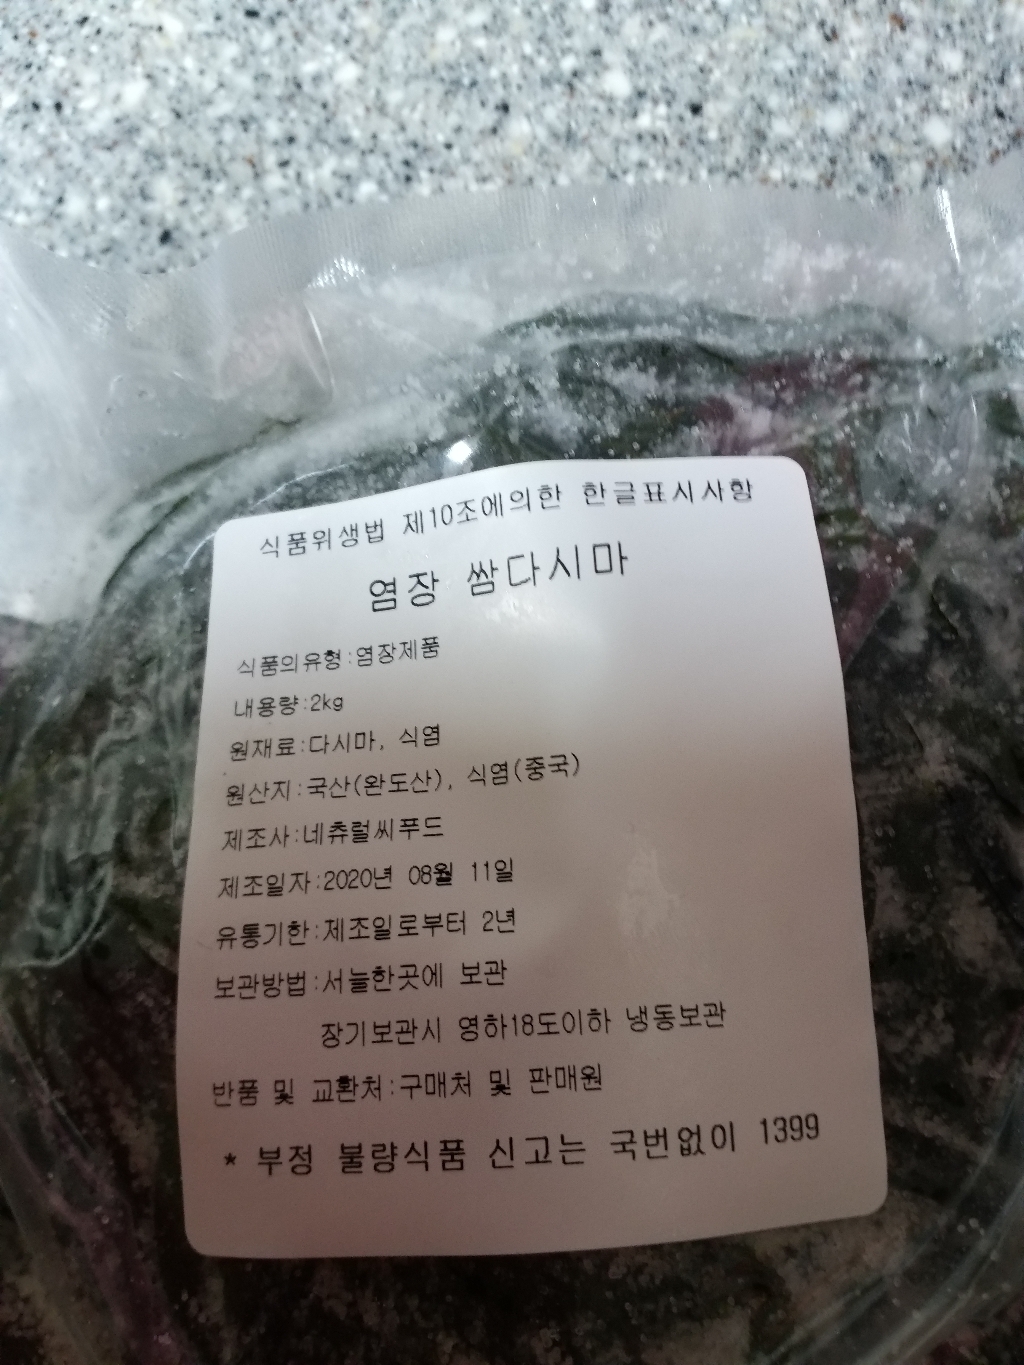 식품위생법 제10조에의한 한글표시사항
염장 쌈다시마
식품의유형:염장제품
내용량:2kg
원재료:다시마, 식염
원산지:국산(완도산), 식염(중국)
제조사:네츄럴씨푸드
제조일자:2020년 08월 11일
유통기한:제조일로부터 2년
보관방법:서늘한곳에 보관
장기보관시 영하18도이하 냉동보관
반품 및 교환처:구매처 및 판매원
* 부정 불량식품 신고는 국번없이 1399